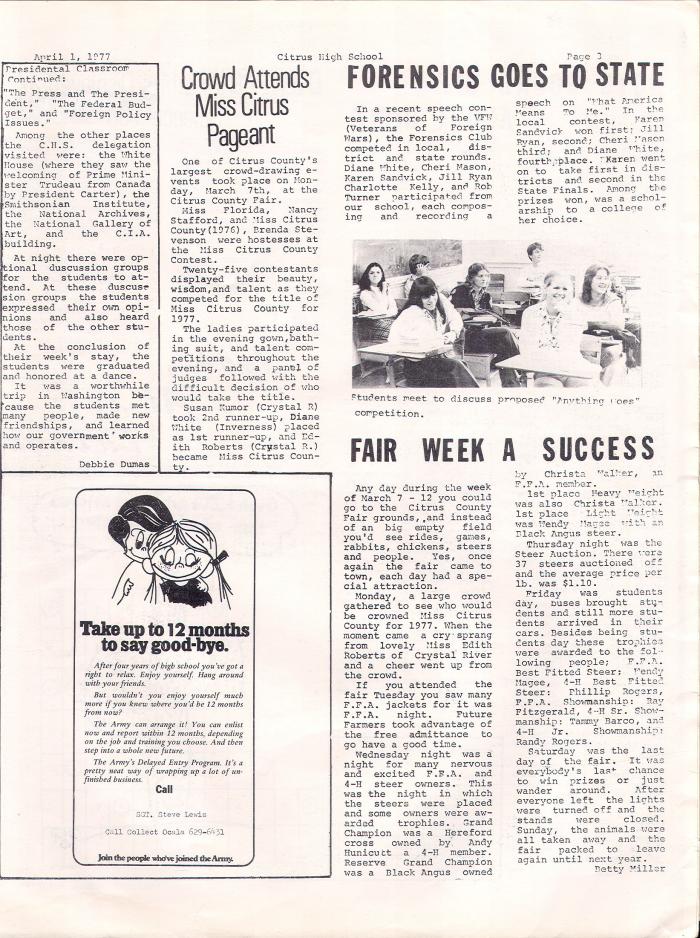 April 1, 1977
Citrus High School
Page 3
Presidential Classroom
Continued:
"The Press and The Presi-
dent," "The Federal Bud-
get," and "Foreign Policy
Issues."
Among the other places
the C.H.S. delegation
visited were: the White
House (where they saw the
welcoming of Prime Mini-
ster Trudeau from Canada
by President Carter), the
Smithsonian Institute,
the National Archives,
the National Gallery of
Art, and the C.I.A.
building.
At night there were op-
tional duscussion groups
for the students to at-
tend. At these duscus-
sion groups the students
expressed their own opi-
nions and also heard
those of the other stu-
dents.
At the conclusion of
their week's stay, the
students were graduated
and honored at a dance.
It was a worthwhile
trip in Washington be-
cause the students met
many people, made new
friendships, and learned
how our government works
and operates.
Debbie Dumas
Crowd Attends
Miss Citrus
Pageant
One of Citrus County's
largest crowd-drawing e-
vents took place on Mon-
day, March 7th, at the
Citrus County Fair.
Miss Florida, Nancy
Stafford, and Miss Citrus
County(1976), Brenda Ste-
venson were hostesses at
the Miss Citrus County
Contest.
Twenty-five contestants
displayed their beauty,
wisdom,and talent as they
competed for the title of
Miss Citrus County for
1977.
The ladies participated
in the evening gown,bath-
ing suit, and talent com-
petitions throughout the
evening, and a panel of
judges followed with the
difficult decision of who
would take the title.
Susan Kumor (Crystal R)
took 2nd runner-up, Diane
White (Inverness) placed
as 1st runner-up, and Ed-
ith Roberts (Crystal R.)
became Miss Citrus Coun-
ty.
FORENSICS GOES TO STATE
In a recent speech con-
test sponsored by the VFW
(Veterans of Foreign
Wars), the Forensics Club
competed in local, dis-
trict and state rounds.
Diane White, Cheri Mason,
Karen Sandvick, Jill Ryan
Charlotte Kelly, and Rob
Turner participated from
our school, each compos-
ing and recording a
speech on "What America
Means To Me." In the
local contest, Karen
Sandvick won first; Jill
Ryan, second; Cheri Mason
third; and Diane White,
fourth place. Karen went
on to take first in dis-
tricts and second in the
State Finals. Among the
prizes won, was a schol-
arship to a college of
her choice.
Students meet to discuss proposed "Anything Goes"
competition.
FAIR WEEK A SUCCESS
Any day during the week
of March 7 - 12 you could
go to the Citrus County
Fair grounds, and instead
of an big empty field
you'd see rides, games,
rabbits, chickens, steers
and people. Yes, once
again the fair came to
town, each day had a spe-
cial attraction.
Monday, a large crowd
gathered to see who would
be crowned Miss Citrus
County for 1977. When the
moment came a cry sprang
from lovely Miss Edith
Roberts of Crystal River
and a cheer went up from
the crowd.
If you attended the
fair Tuesday you saw many
F.F.A. jackets for it was
F.F.A. night. Future
Farmers took advantage of
the free admittance to
go have a good time.
Wednesday night was a
night for many nervous
and excited F.F.A. and
4-H steer owners. This
was the night in which
the steers were placed
and some owners were aw-
arded trophies. Grand
Champion was a Hereford
cross owned by Andy
Hunicutt a 4-H member.
Reserve Grand Champion
was a Black Angus owned
by Christa Walker, an
F.F.A. member.
1st place Heavy Weight
was also Christa Walker.
1st place Light Weight
was Wendy Magee with an
Black Angus steer.
Thursday night was the
Steer Auction. There were
37 steers auctioned off
and the average price per
lb. was $1.10.
Friday was students
day, buses brought stu-
dents and still more stu-
dents arrived in their
cars. Besides being stu-
dents day these trophies
were awarded to the fol-
lowing people; F.F.A.
Best Fitted Steer: Wendy
Magee, 4-H Best Fitted
Steer: Phillip Rogers,
F.F.A. Showmanship: Ray
Fitzgerald, 4-H Sr. Show-
manship: Tammy Barco, and
4-H Jr. Showmanship:
Randy Rogers.
Saturday was the last
day of the fair. It was
everybody's last chance
to win prizes or just
wander around. After
everyone left the lights
were turned off and the
stands were closed.
Sunday, the animals were
all taken away and the
fair packed to leave
again until next year.
Betty Miller
Take up to 12 months
to say good-bye.
After four years of high school you've got a
right to relax. Enjoy yourself. Hang around
with your friends.
But wouldn't you enjoy yourself much
more if you knew where you'd be 12 months
from now?
The Army can arrange it! You can enlist
now and report within 12 months, depending
on the job and training you choose. And then
step into a whole new future.
The Army's Delayed Entry Program. It's a
pretty neat way of wrapping up a lot of un-
finished business.
Call
SGT. Steve Lewis
Call Collect Ocala 629-6431
Join the people who've joined the Army.